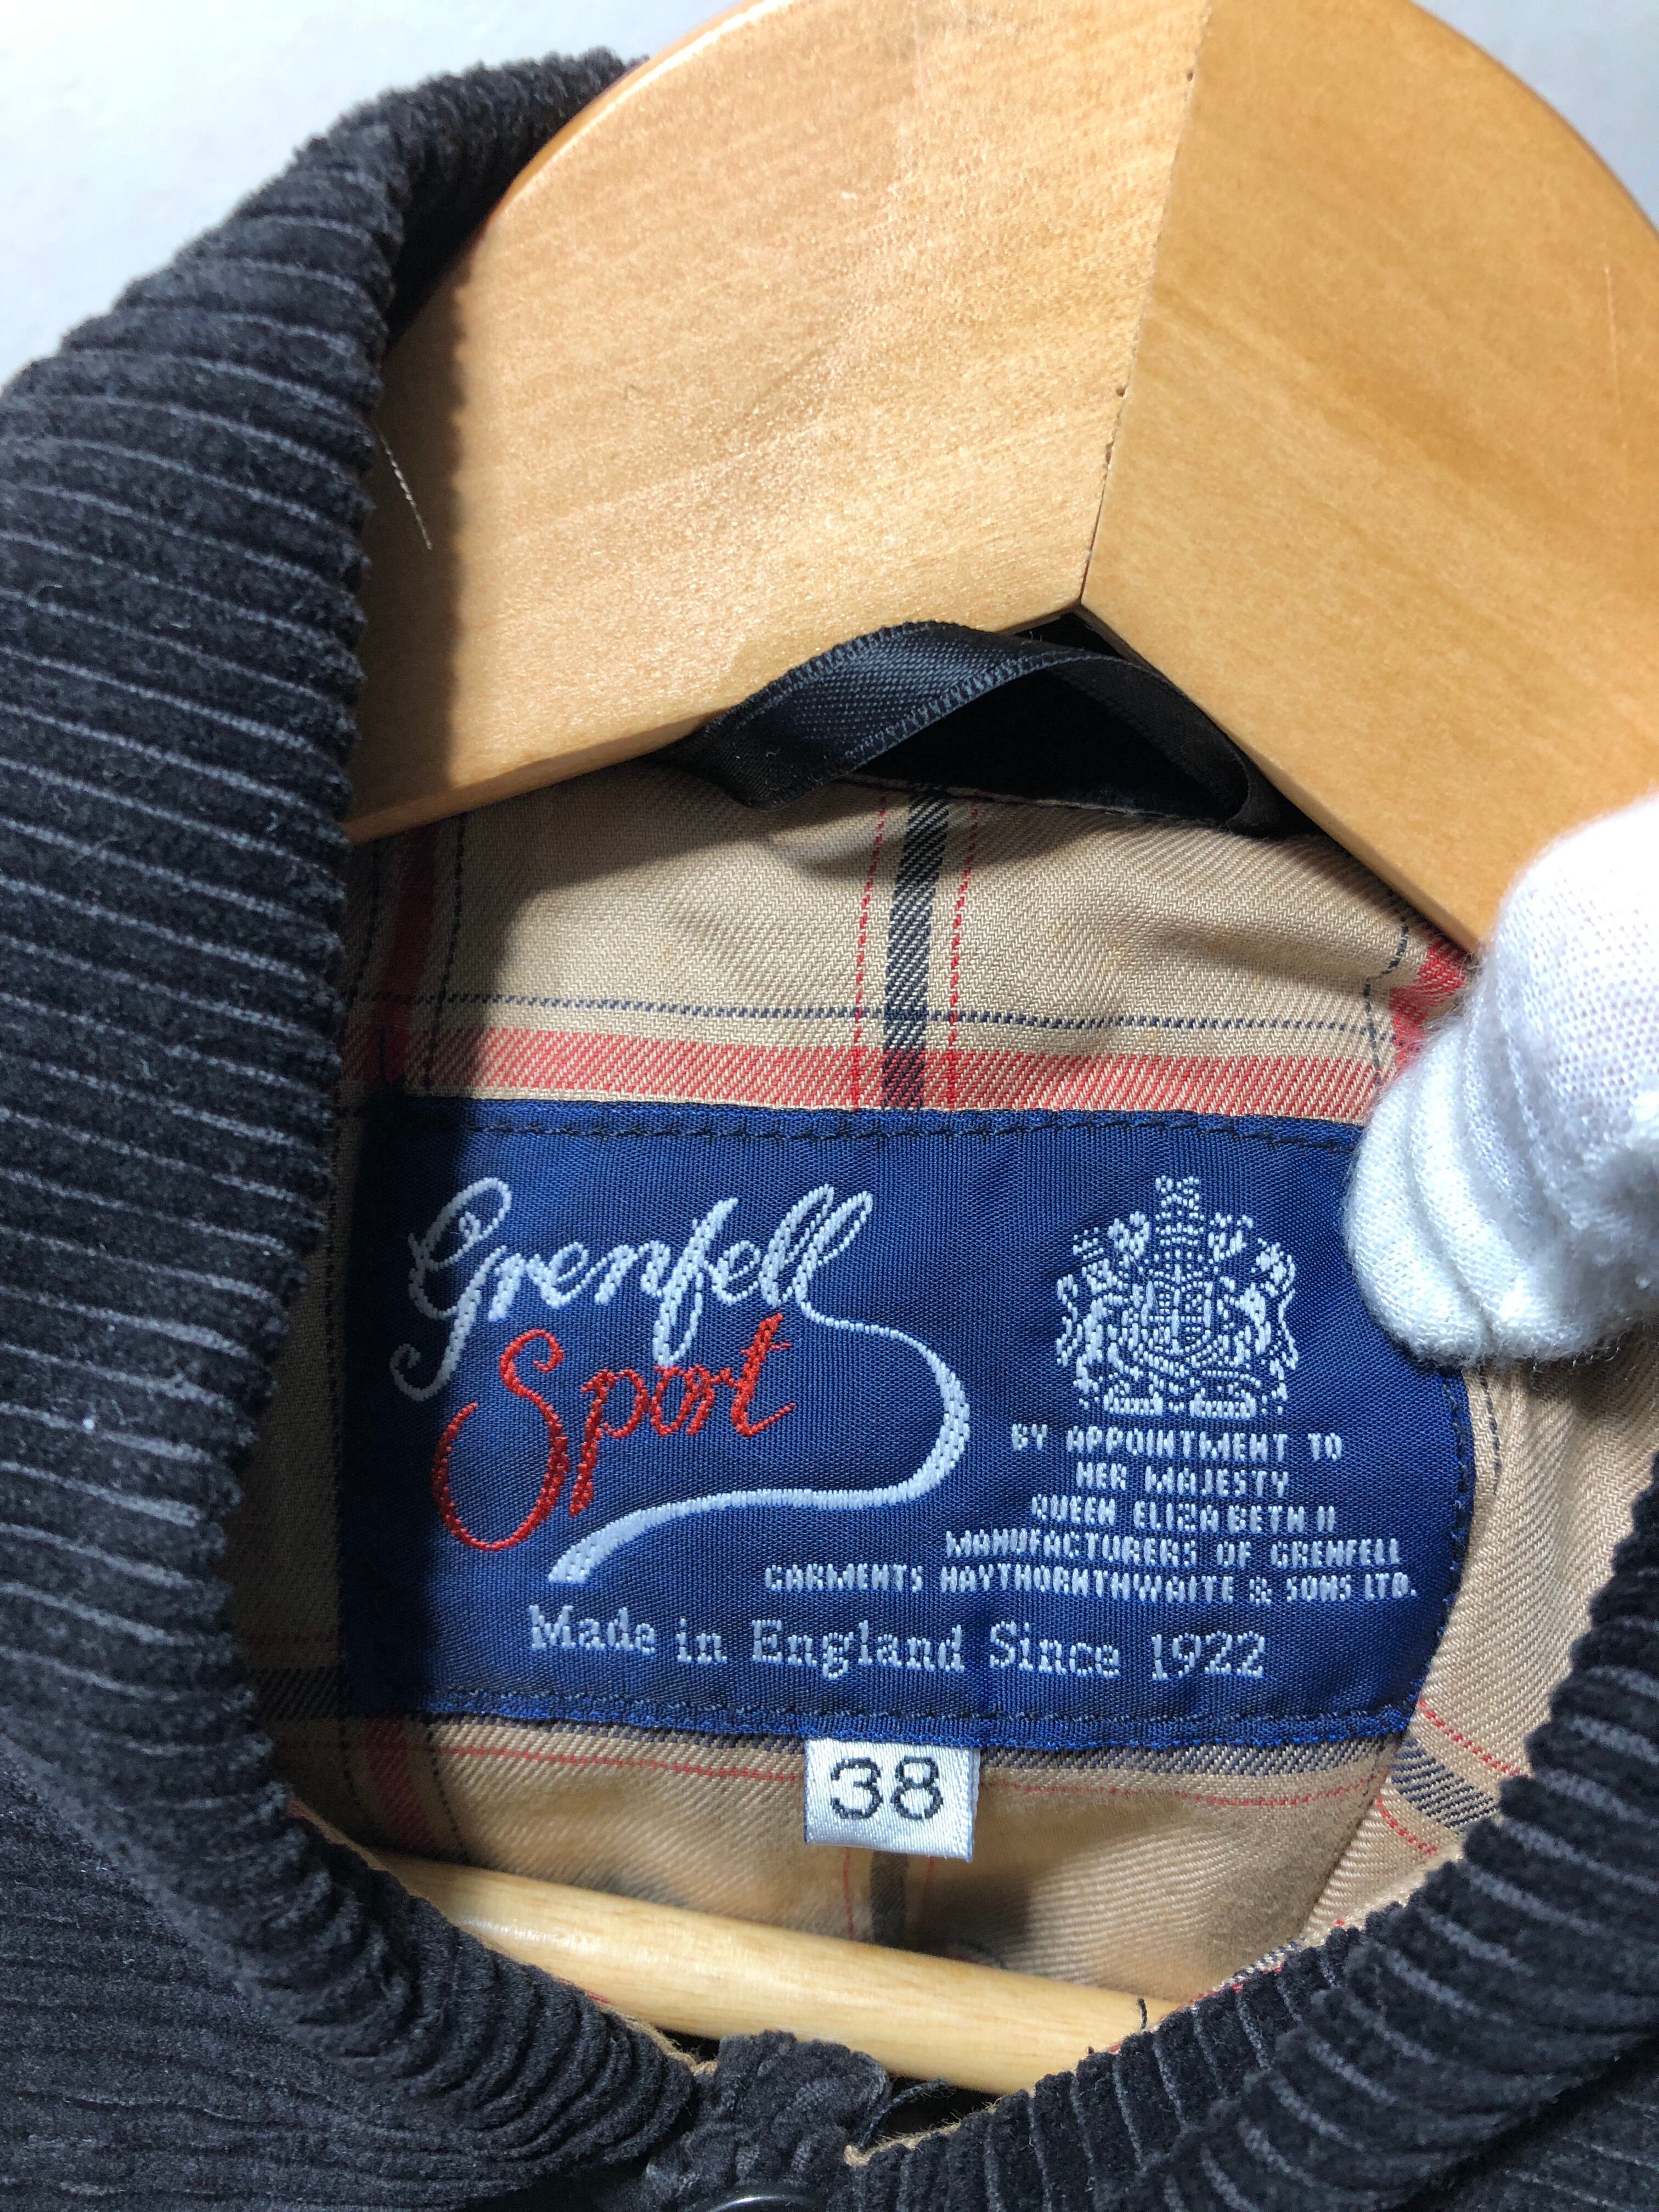 Grenfell
Sport
BY APPOINTMENT TO
HER MAJESTY
QUEEN ELIZABETH II
MANUFACTURERS OF GRENFELL
GARMENTS HAYTHORNTHWAITE & SONS LTD.
Made in England Since 1922
38